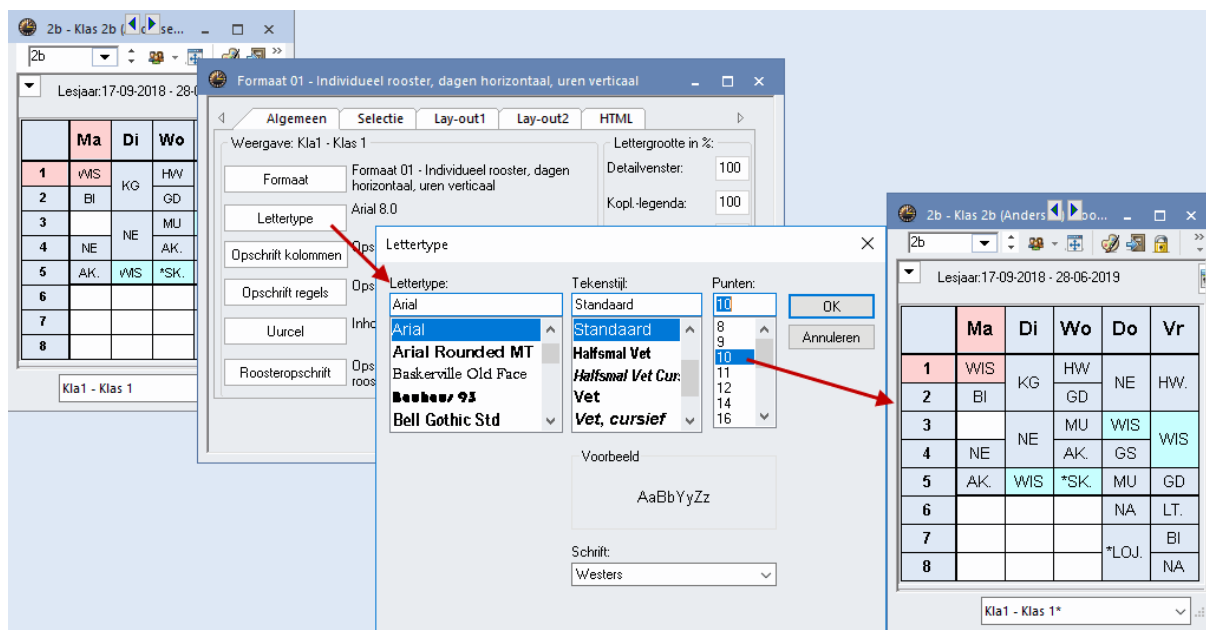 2b - Klas 2b ( se...
2b
Lesjaar:17-09-2018 - 28-
Ma Di Wo
1 WIS KG HW
2 BI GD
3 NE MU
4 NE AK.
5 AK. WIS *SK.
6
7
8
Kla1 - Klas 1
Formaat 01 - Individueel rooster, dagen horizontaal, uren verticaal
Algemeen Selectie Lay-out1 Lay-out2 HTML
Weergave: Kla1 - Klas 1
Formaat
Formaat 01 - Individueel rooster, dagen
horizontaal, uren verticaal
Lettertype
Arial 8.0
Opschrift kolommen
Ops
Opschrift regels
Ops
Uurcel
Inhc
Roosteropschrift
Ops
roos
Lettergrootte in %:
Detailvenster: 100
Kopl.-legenda: 100
Lettertype
Lettertype:
Arial
Arial
Arial Rounded MT
Baskerville Old Face
Bauhaus 93
Bell Gothic Std
Tekenstijl:
Standaard
Standaard
Halfsmal Vet
Halfsmal Vet Cur
Vet
Vet, cursief
Punten:
10
8
9
10
11
12
14
16
OK
Annuleren
Voorbeeld
AaBbYyZz
Schrift:
Westers
2b - Klas 2b (Anders oo...
2b
Lesjaar:17-09-2018 - 28-06-2019
Ma Di Wo Do Vr
1 WIS KG HW NE HW.
2 BI GD
3 NE MU WIS WIS
4 NE AK. GS
5 AK. WIS *SK. MU GD
6 NA LT.
7 *LOJ. BI
8 NA
Kla1 - Klas 1*